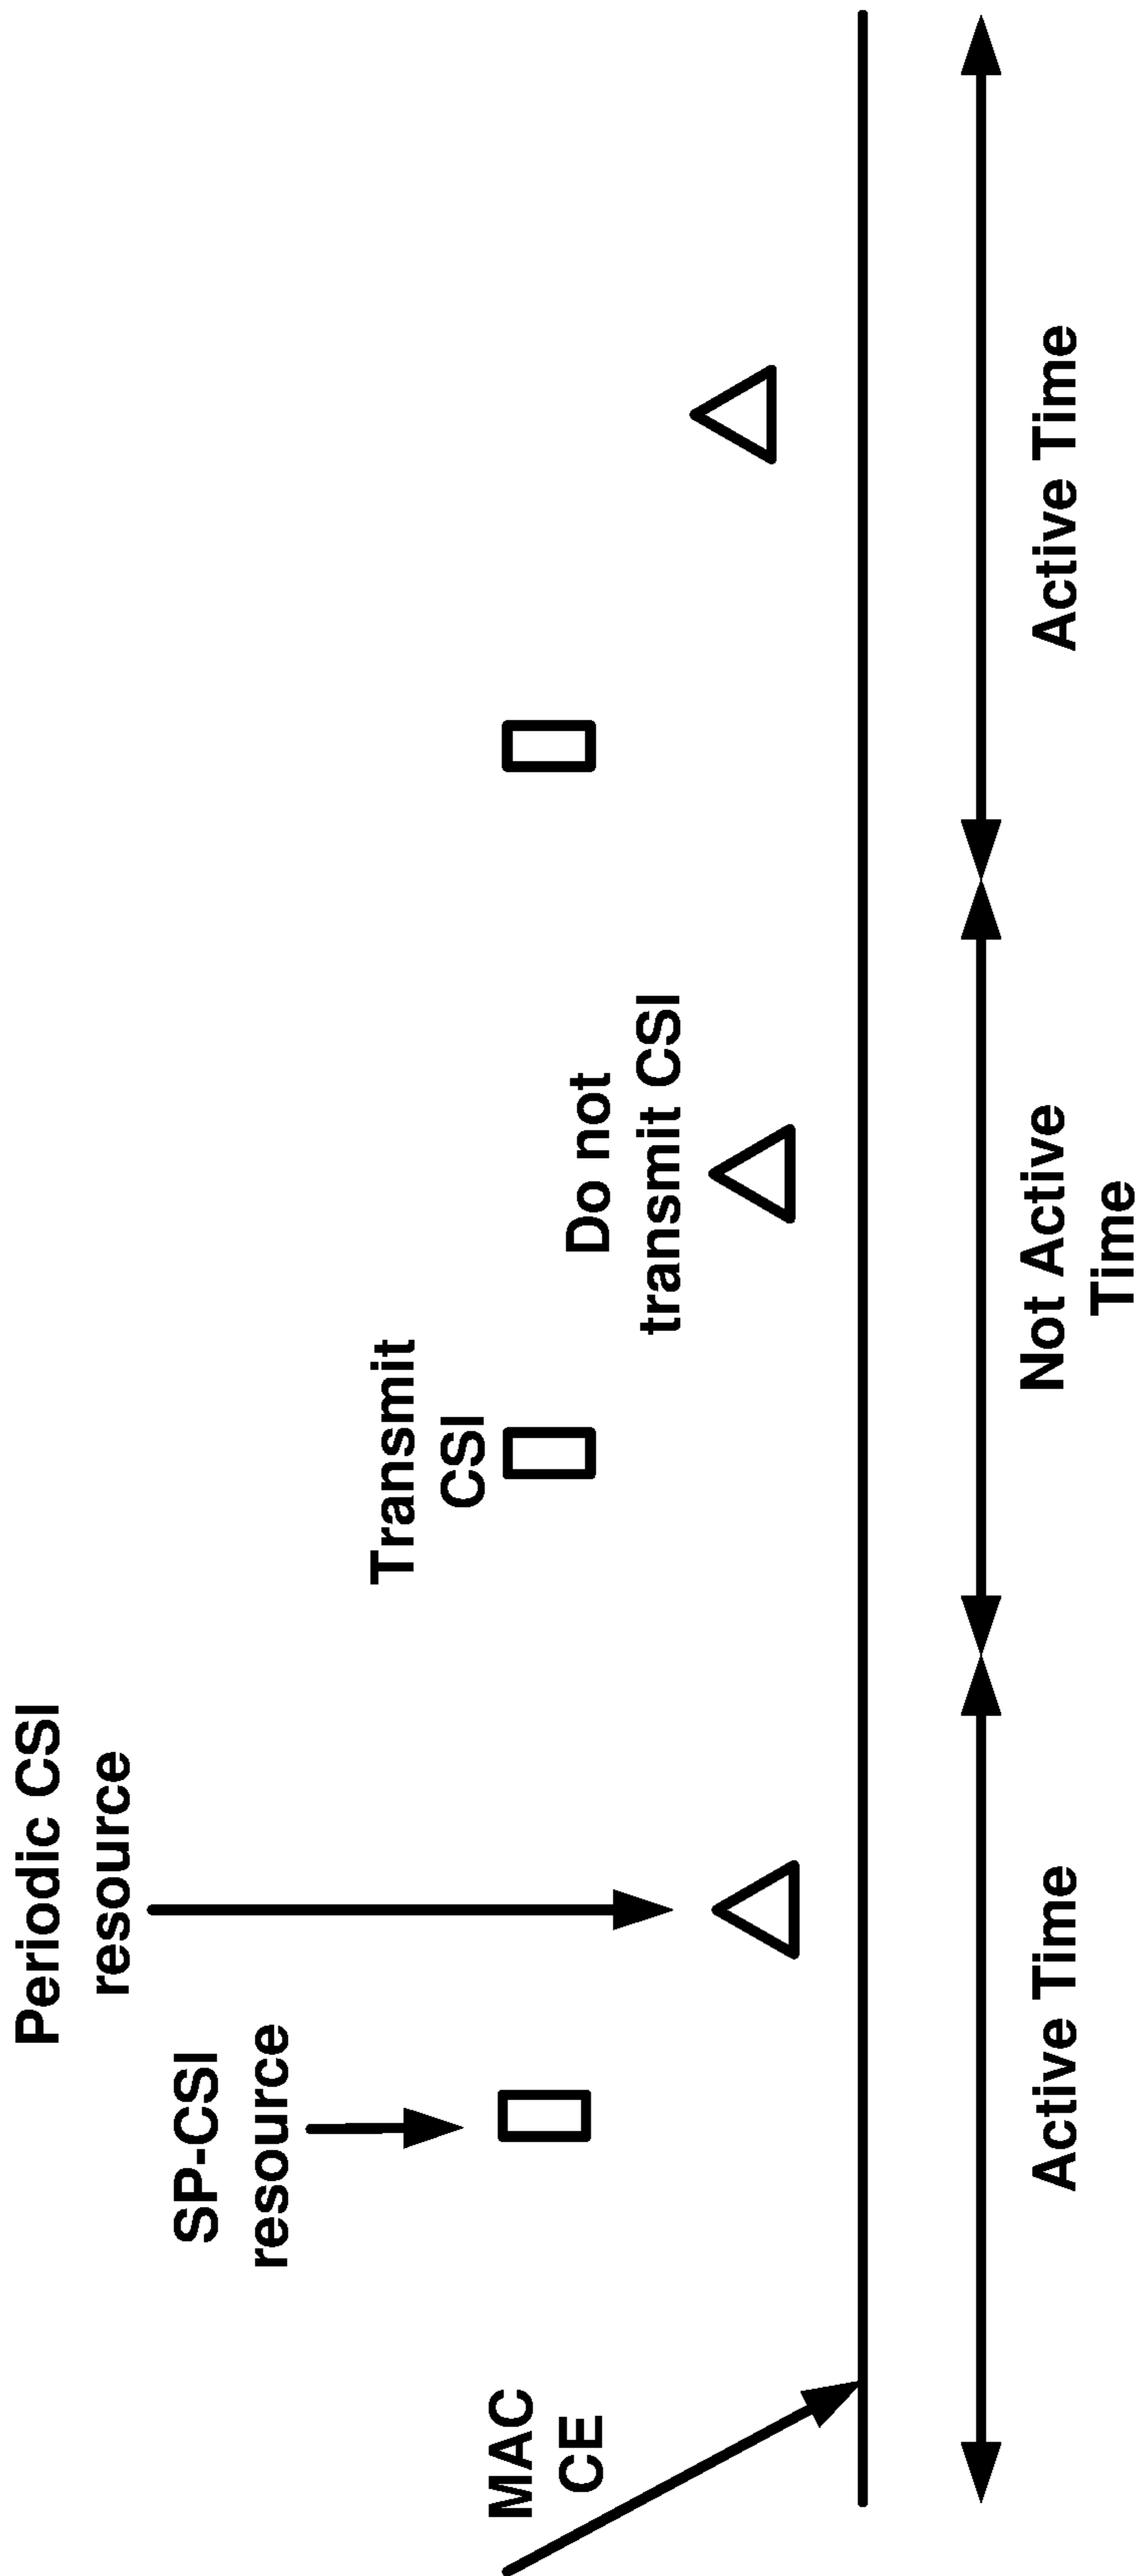 Periodic CSI
resource
SP-CSI
resource
MAC
CE
Transmit
CSI
Do not
transmit CSI
Active Time
Not Active
Time
Active Time